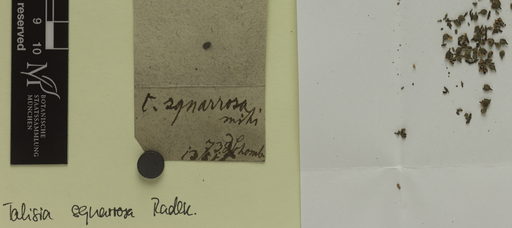 reserved
9 10
BOTANISCHE
STAATSSAMMLUNG
MÜNCHEN
T. squarrosa
mihi
Talisia squarrosa Radlk.